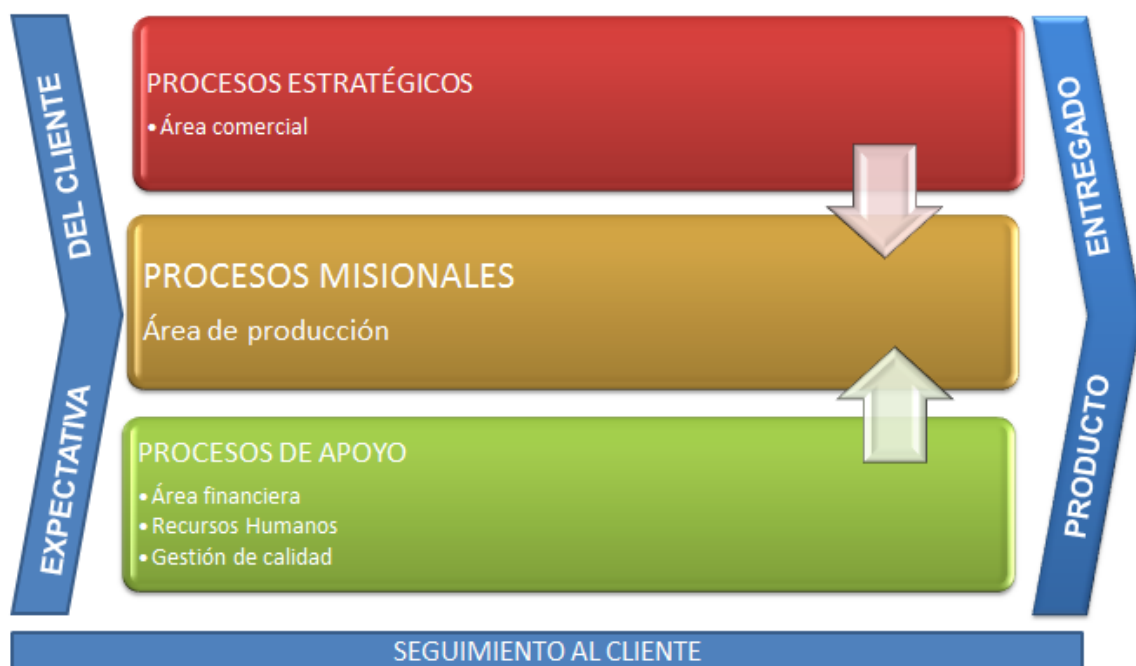 EXPECTATIVA DEL CLIENTE
PROCESOS ESTRATÉGICOS
• Área comercial
PROCESOS MISIONALES
Área de producción
PROCESOS DE APOYO
• Área financiera
• Recursos Humanos
• Gestión de calidad
PRODUCTO ENTREGADO
SEGUIMIENTO AL CLIENTE